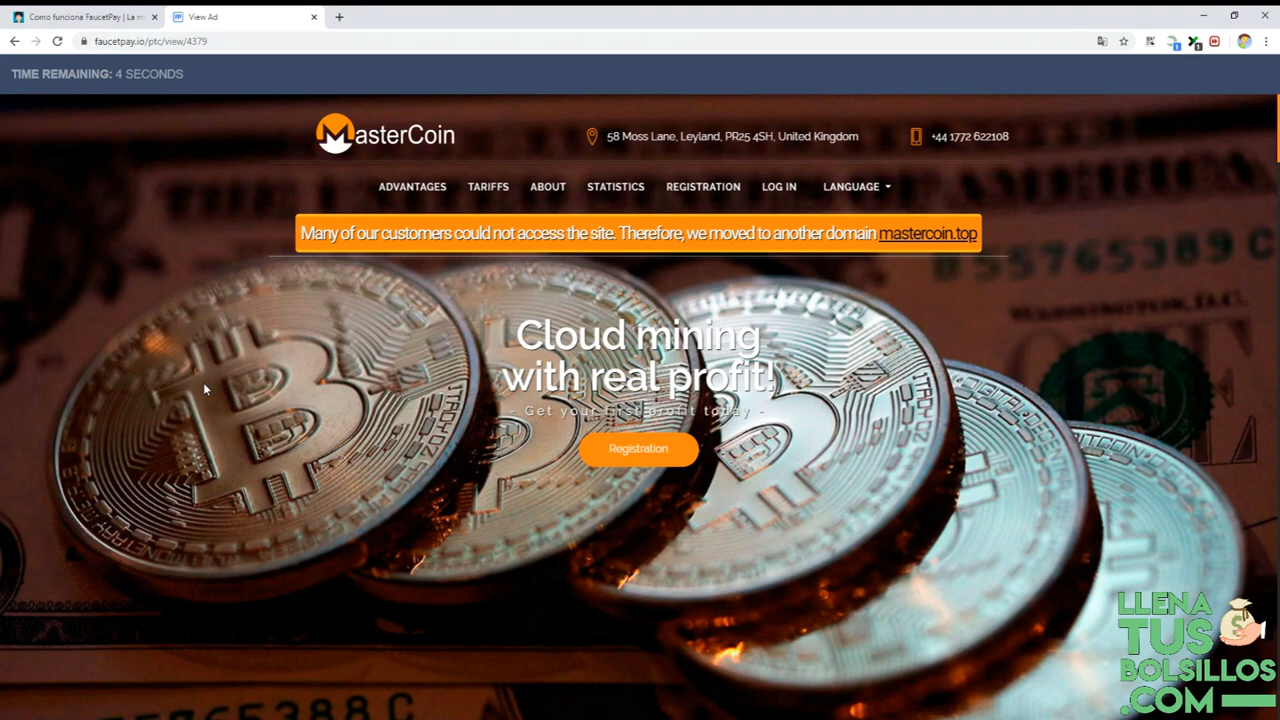 Como funciona FaucetPay | La m
View Ad
faucetpay.io/ptc/view/4379
TIME REMAINING: 4 SECONDS
MasterCoin
58 Moss Lane, Leyland, PR25 4SH, United Kingdom
+44 1772 622108
ADVANTAGES TARIFFS ABOUT STATISTICS REGISTRATION LOG IN LANGUAGE
Many of our customers could not access the site. Therefore, we moved to another domain mastercoin.top
B 55765389 C
WASHINGTON, D.C.
Cloud mining
with real profit!
- Get your first profit today -
Registration
LLENA
TUS
BOLSILLOS
.COM